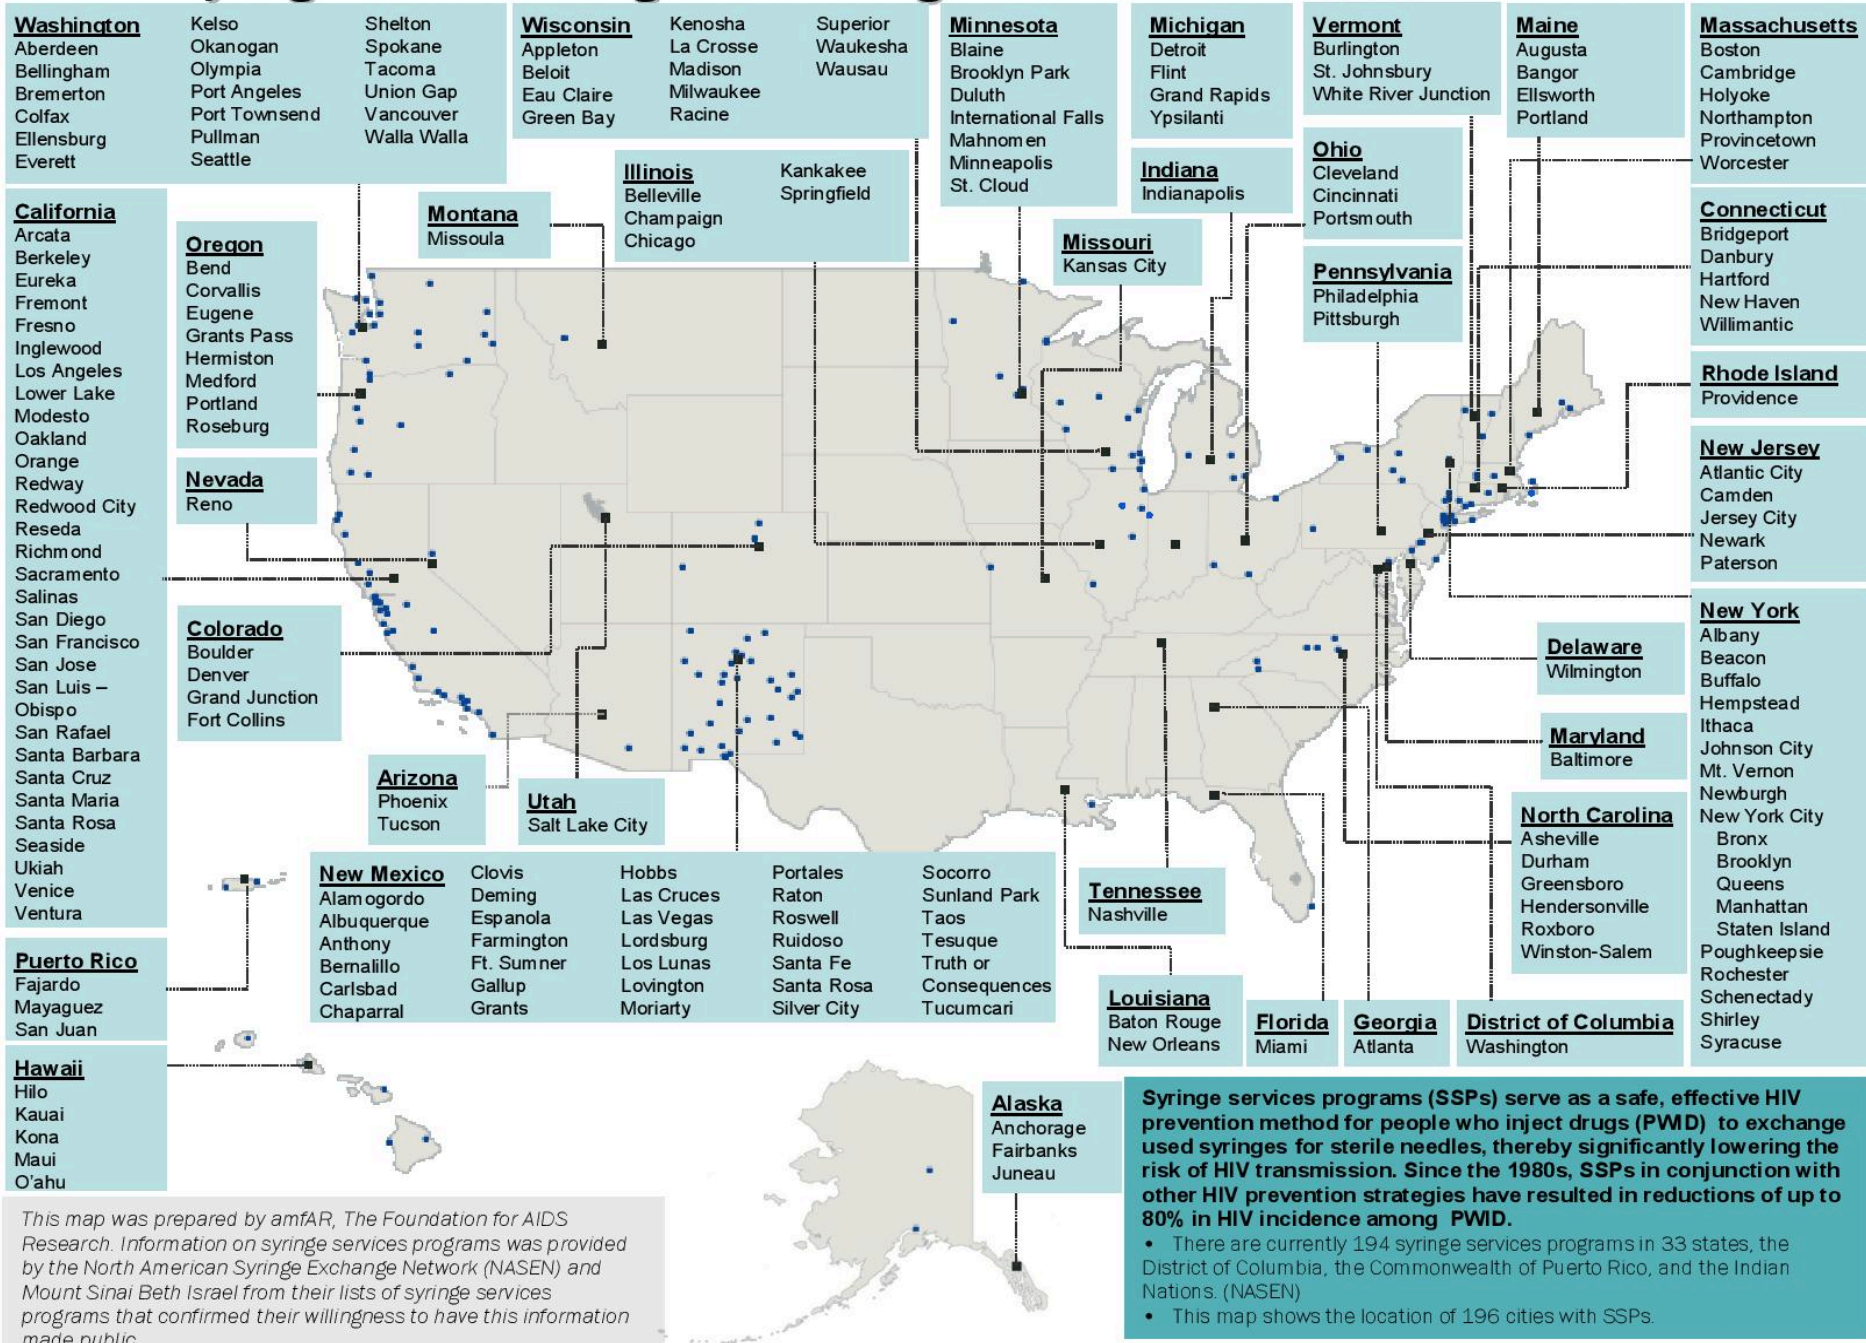 Washington
Aberdeen
Bellingham
Bremerton
Colfax
Ellensburg
Everett
Kelso
Okanogan
Olympia
Port Angeles
Port Townsend
Pullman
Seattle
Shelton
Spokane
Tacoma
Union Gap
Vancouver
Walla Walla
Wisconsin
Appleton
Beloit
Eau Claire
Green Bay
Kenosha
La Crosse
Madison
Milwaukee
Racine
Superior
Waukesha
Wausau
Minnesota
Blaine
Brooklyn Park
Duluth
International Falls
Mahnomen
Minneapolis
St. Cloud
Michigan
Detroit
Flint
Grand Rapids
Ypsilanti
Vermont
Burlington
St. Johnsbury
White River Junction
Maine
Augusta
Bangor
Ellsworth
Portland
Massachusetts
Boston
Cambridge
Holyoke
Northampton
Provincetown
Worcester
Illinois
Belleville
Champaign
Chicago
Kankakee
Springfield
Indiana
Indianapolis
Ohio
Cleveland
Cincinnati
Portsmouth
California
Arcata
Berkeley
Eureka
Fremont
Fresno
Inglewood
Los Angeles
Lower Lake
Modesto
Oakland
Orange
Redway
Redwood City
Reseda
Richmond
Sacramento
Salinas
San Diego
San Francisco
San Jose
San Luis –
Obispo
San Rafael
Santa Barbara
Santa Cruz
Santa Maria
Santa Rosa
Seaside
Ukiah
Venice
Ventura
Oregon
Bend
Corvallis
Eugene
Grants Pass
Hermiston
Medford
Portland
Roseburg
Montana
Missoula
Missouri
Kansas City
Pennsylvania
Philadelphia
Pittsburgh
Connecticut
Bridgeport
Danbury
Hartford
New Haven
Willimantic
Rhode Island
Providence
Nevada
Reno
New Jersey
Atlantic City
Camden
Jersey City
Newark
Paterson
Colorado
Boulder
Denver
Grand Junction
Fort Collins
New York
Albany
Beacon
Buffalo
Hempstead
Ithaca
Johnson City
Mt. Vernon
Newburgh
New York City
Bronx
Brooklyn
Queens
Manhattan
Staten Island
Poughkeepsie
Rochester
Schenectady
Shirley
Syracuse
Delaware
Wilmington
Maryland
Baltimore
Arizona
Phoenix
Tucson
Utah
Salt Lake City
North Carolina
Asheville
Durham
Greensboro
Hendersonville
Roxboro
Winston-Salem
New Mexico
Alamogordo
Albuquerque
Anthony
Bernalillo
Carlsbad
Chaparral
Clovis
Deming
Espanola
Farmington
Ft. Sumner
Gallup
Grants
Hobbs
Las Cruces
Las Vegas
Lordsburg
Los Lunas
Lovington
Moriarty
Portales
Raton
Roswell
Ruidoso
Santa Fe
Santa Rosa
Silver City
Socorro
Sunland Park
Taos
Tesuque
Truth or
Consequences
Tucumcari
Tennessee
Nashville
Puerto Rico
Fajardo
Mayaguez
San Juan
Louisiana
Baton Rouge
New Orleans
Florida
Miami
Georgia
Atlanta
District of Columbia
Washington
Hawaii
Hilo
Kauai
Kona
Maui
O'ahu
Alaska
Anchorage
Fairbanks
Juneau
Syringe services programs (SSPs) serve as a safe, effective HIV
prevention method for people who inject drugs (PWID) to exchange
used syringes for sterile needles, thereby significantly lowering the
risk of HIV transmission. Since the 1980s, SSPs in conjunction with
other HIV prevention strategies have resulted in reductions of up to
80% in HIV incidence among PWID.
• There are currently 194 syringe services programs in 33 states, the
District of Columbia, the Commonwealth of Puerto Rico, and the Indian
Nations. (NASEN)
• This map shows the location of 196 cities with SSPs.
This map was prepared by amfAR, The Foundation for AIDS
Research. Information on syringe services programs was provided
by the North American Syringe Exchange Network (NASEN) and
Mount Sinai Beth Israel from their lists of syringe services
programs that confirmed their willingness to have this information
made public